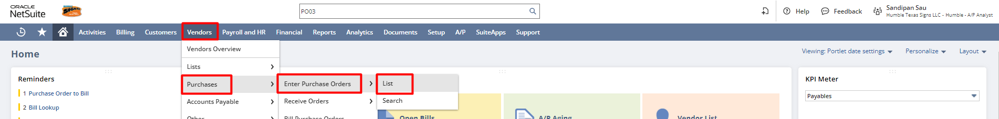 ORACLE
NetSuite
PO03
Help
Feedback
Sandipan Sau
Humble Texas Signs LLC - Humble - A/P Analyst
Activities
Billing
Customers
Vendors
Payroll and HR
Financial
Reports
Analytics
Documents
Setup
A/P
SuiteApps
Support
Home
Viewing: Portlet date settings
Personalize
Layout
Vendors Overview
Lists
Purchases
Accounts Payable
Other
Enter Purchase Orders
Receive Orders
Bill Purchase Orders
List
Search
Reminders
1 Purchase Order to Bill
2 Bill Lookup
Open Bills
A/P Aging
Vendor List
KPI Meter
Payables